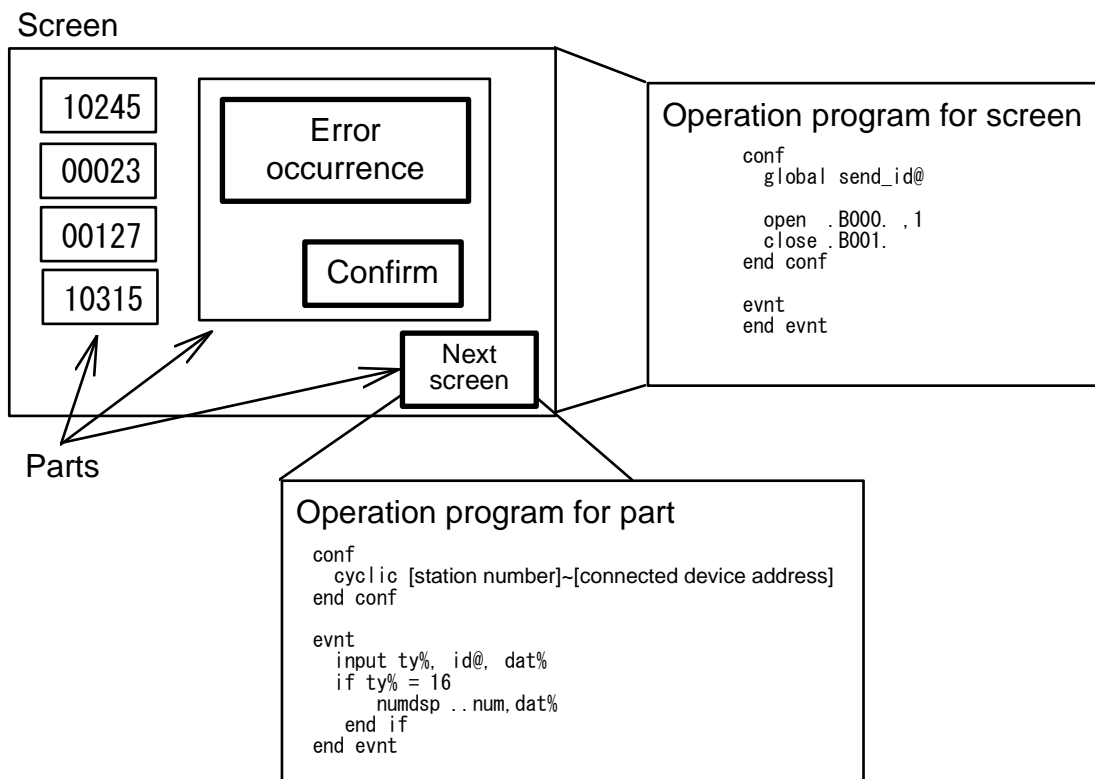 Screen
10245
00023
00127
10315
Error
occurrence
Confirm
Next
screen
Parts
Operation program for screen
conf
global send_id@
open .B000. ,1
close .B001.
end conf
evnt
end evnt
Operation program for part
conf
cyclic [station number]~[connected device address]
end conf
evnt
input ty%, id@, dat%
if ty% = 16
numdsp ..num,dat%
end if
end evnt